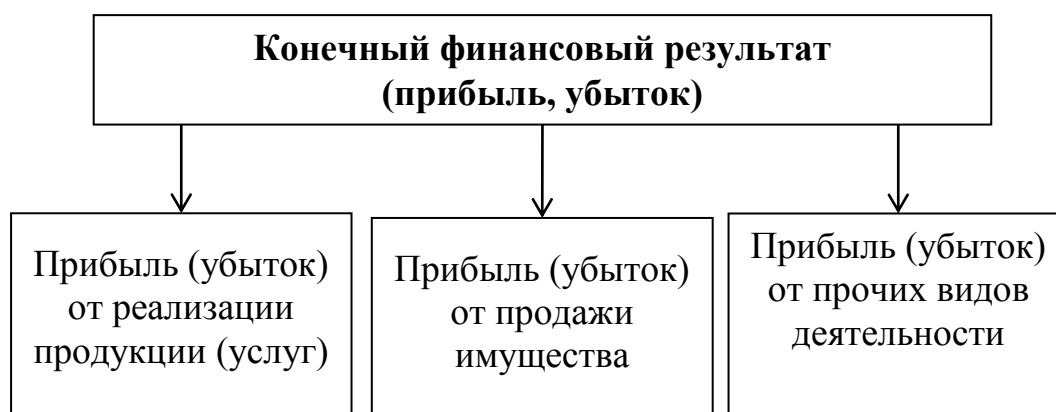 Конечный финансовый результат
(прибыль, убыток)
Прибыль (убыток)
от реализации
продукции (услуг)
Прибыль (убыток)
от продажи
имущества
Прибыль (убыток)
от прочих видов
деятельности